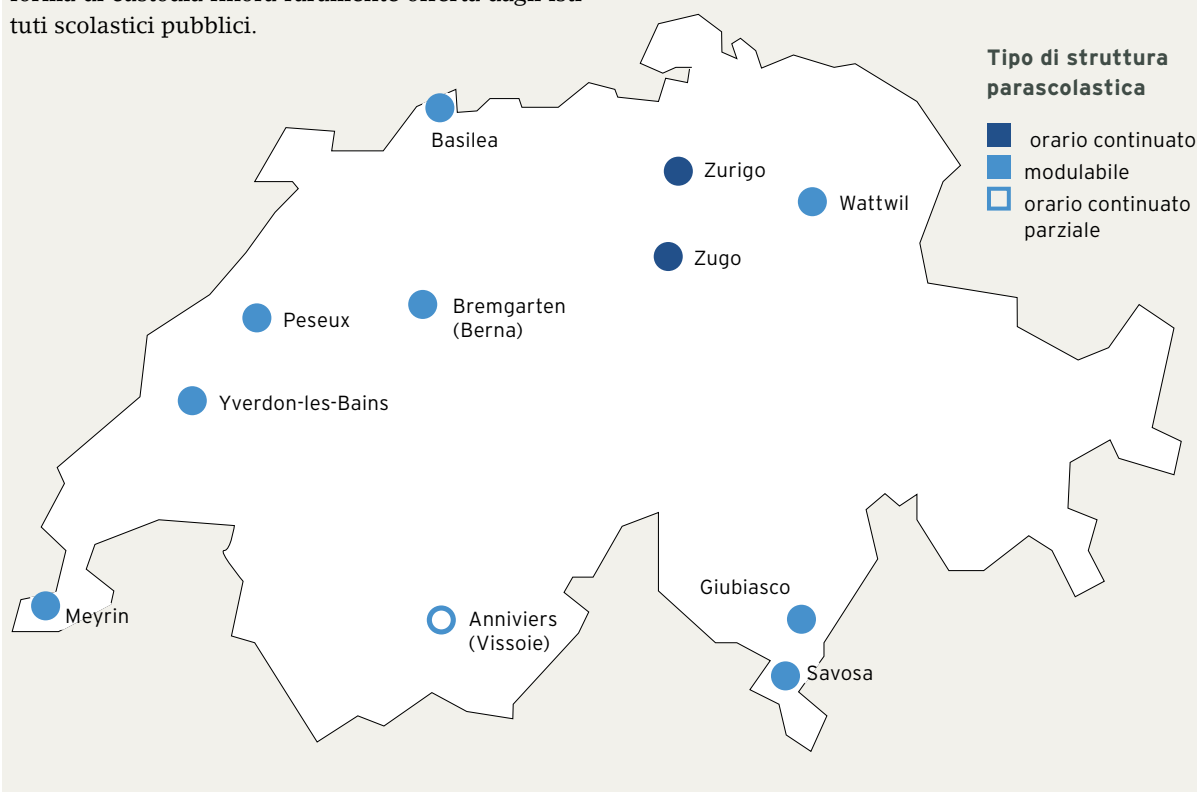 tuti scolastici pubblici.
Tipo di struttura
parascolastica
orario continuato
modulabile
orario continuato
parziale
Basilea
Zurigo
Wattwil
Zugo
Bremgarten
(Berna)
Peseux
Yverdon-les-Bains
Giubiasco
Meyrin
Anniviers
(Vissoie)
Savosa